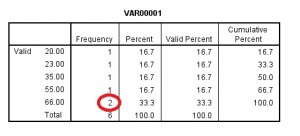 VAR00001
Frequency Percent Valid Percent Cumulative Percent
Valid 20.00 1 16.7 16.7 16.7
23.00 1 16.7 16.7 33.3
35.00 1 16.7 16.7 50.0
55.00 1 16.7 16.7 66.7
66.00 2 33.3 33.3 100.0
Total 6 100.0 100.0